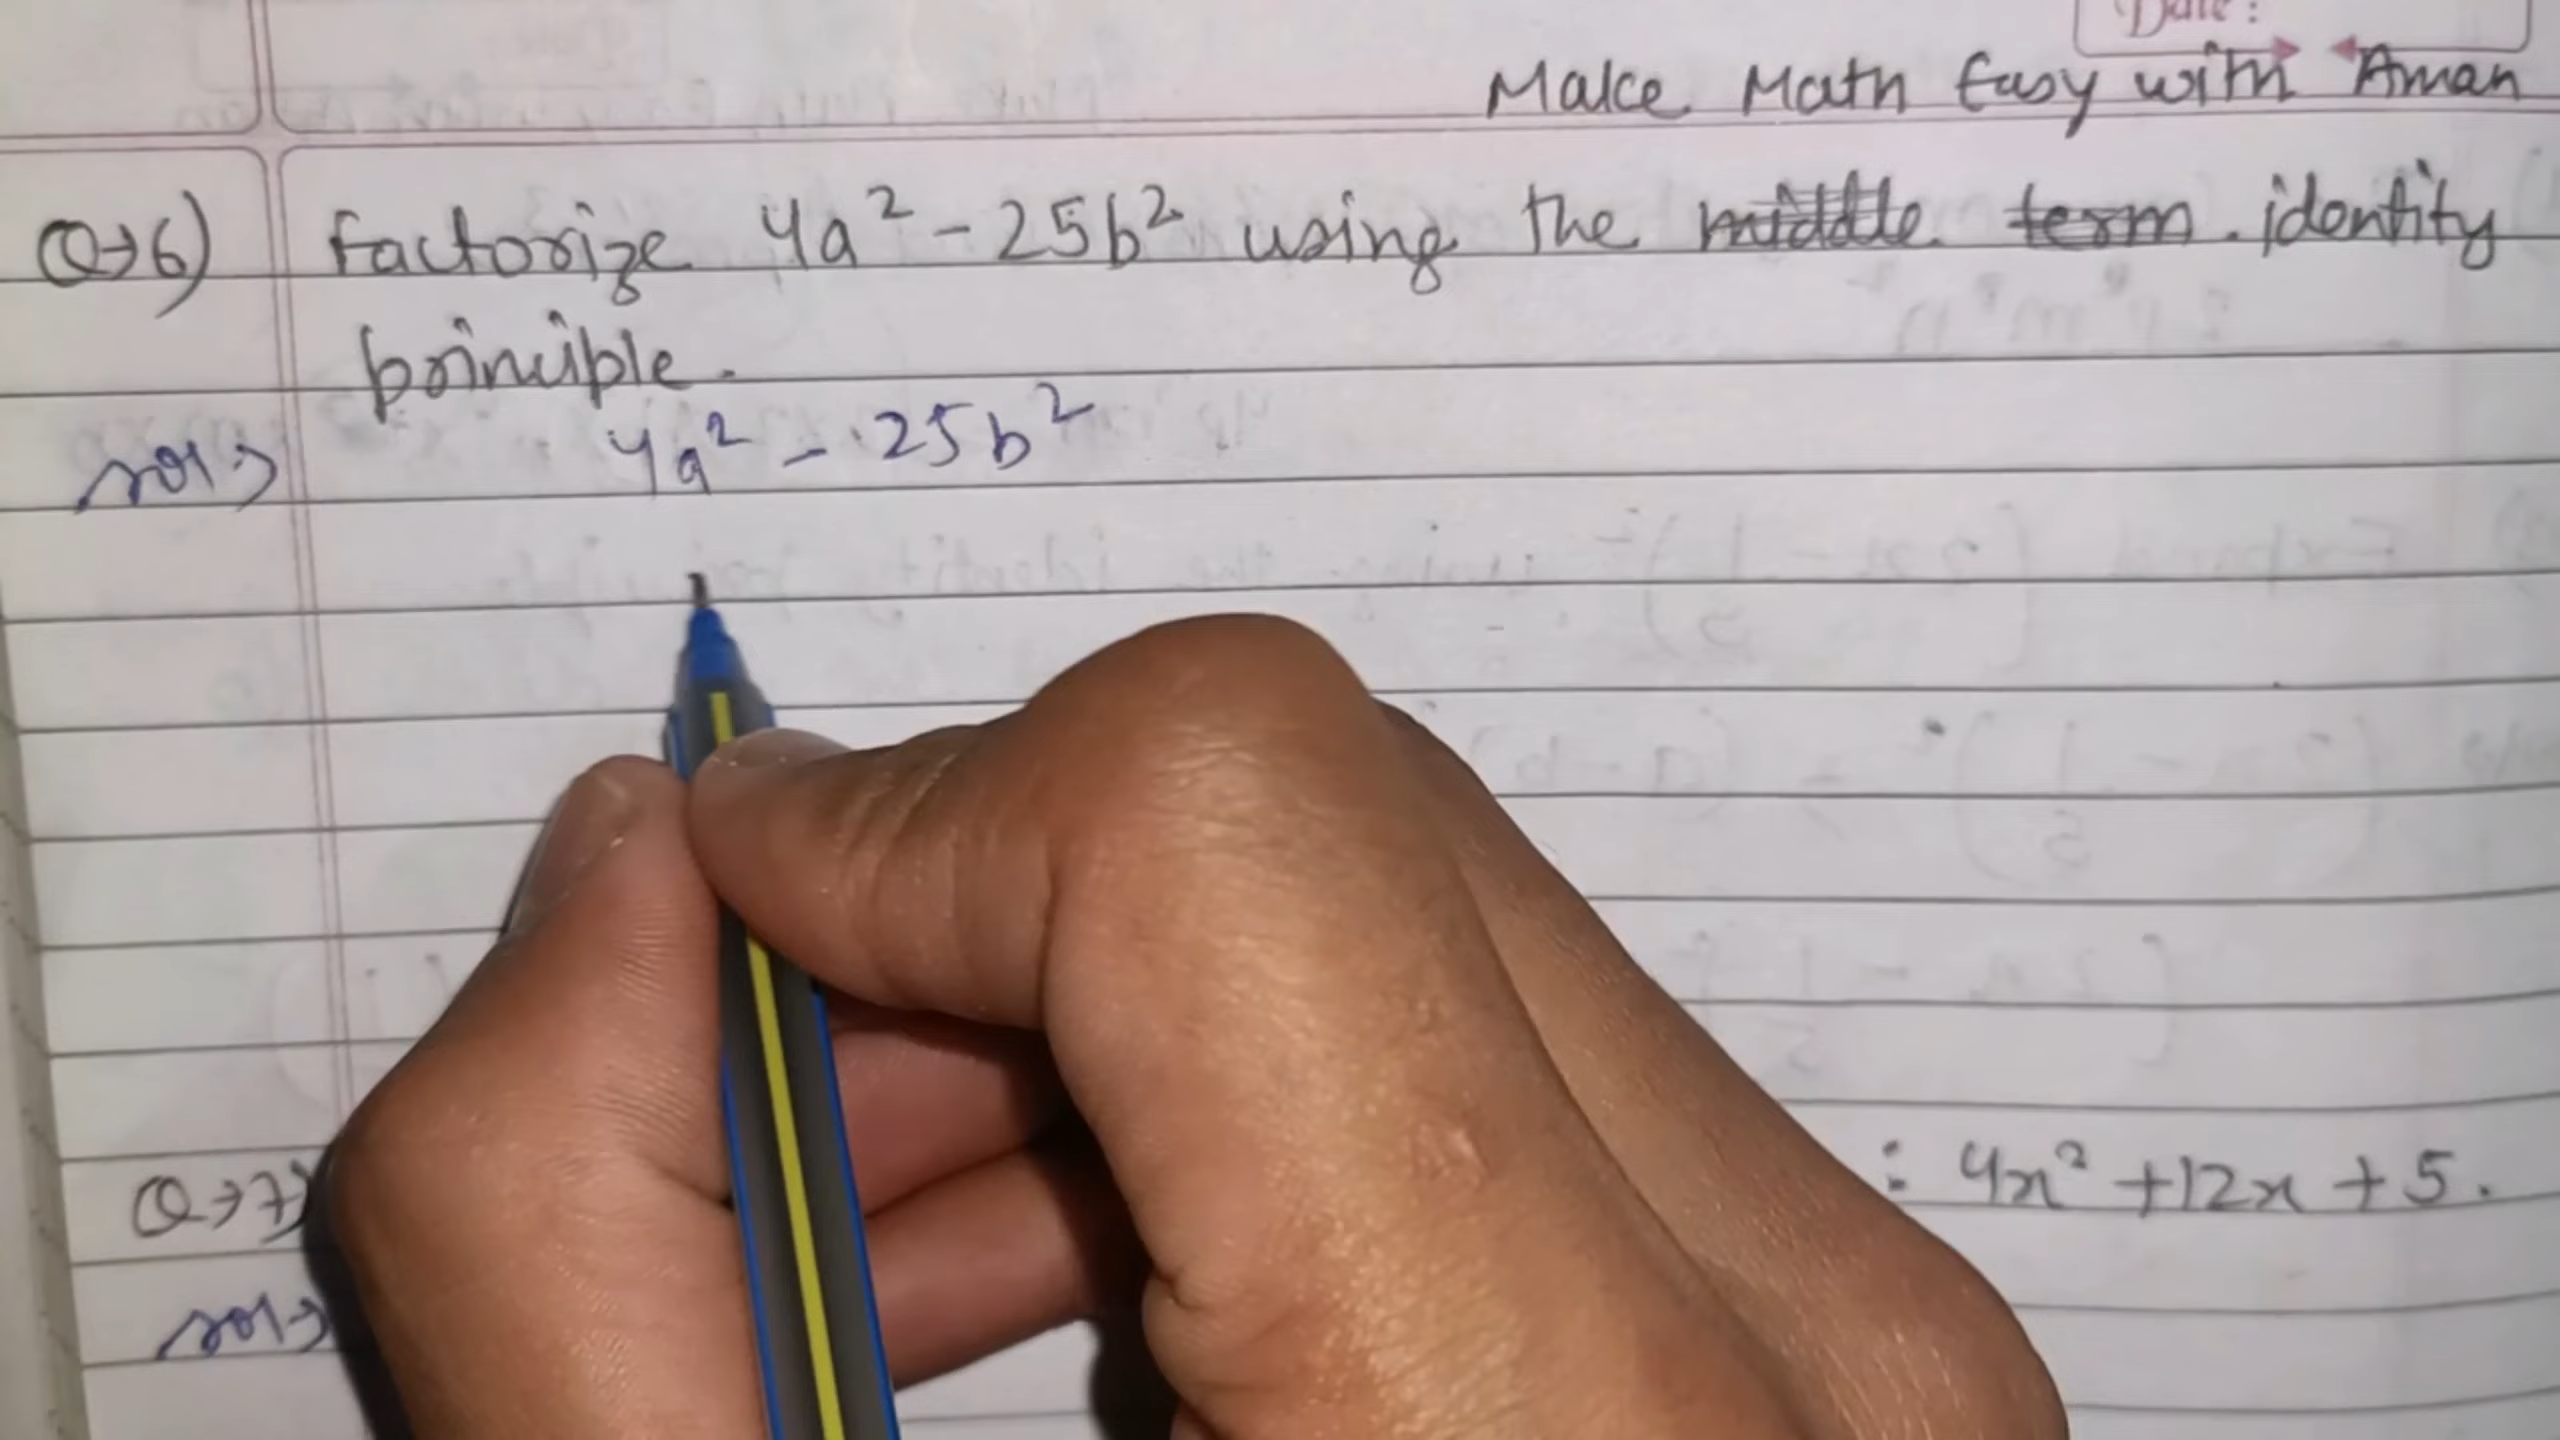 Date:
Make Math Easy with Aman
Q→6) Factorize 4a² - 25b² using the middle term. identity
principle.
sol→ 4a² - 25b²
Q→7) : 4x² +12x + 5.
sol→